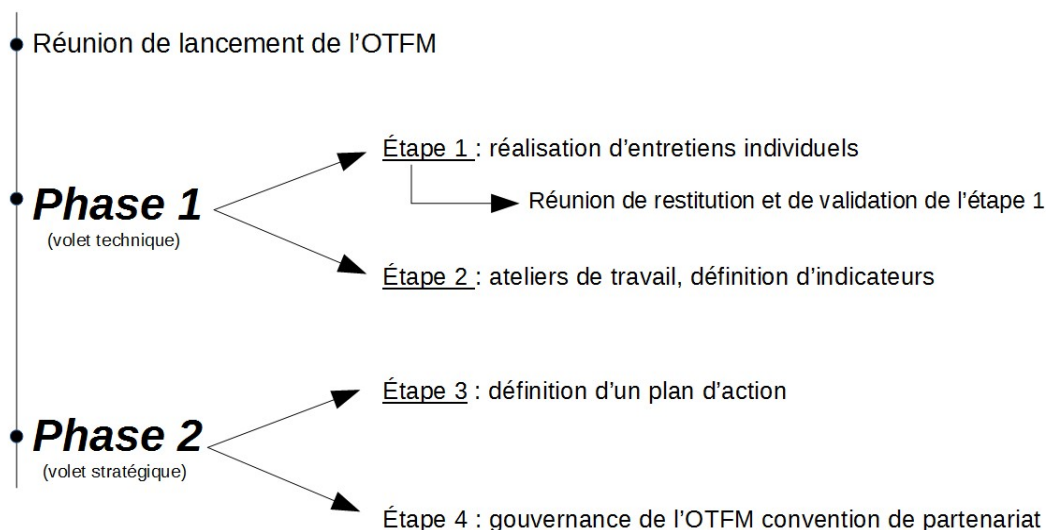 Réunion de lancement de l’OTFM
Étape 1 : réalisation d’entretiens individuels
Phase 1
(volet technique)
Réunion de restitution et de validation de l’étape 1
Étape 2 : ateliers de travail, définition d’indicateurs
Étape 3 : définition d’un plan d’action
Phase 2
(volet stratégique)
Étape 4 : gouvernance de l’OTFM convention de partenariat